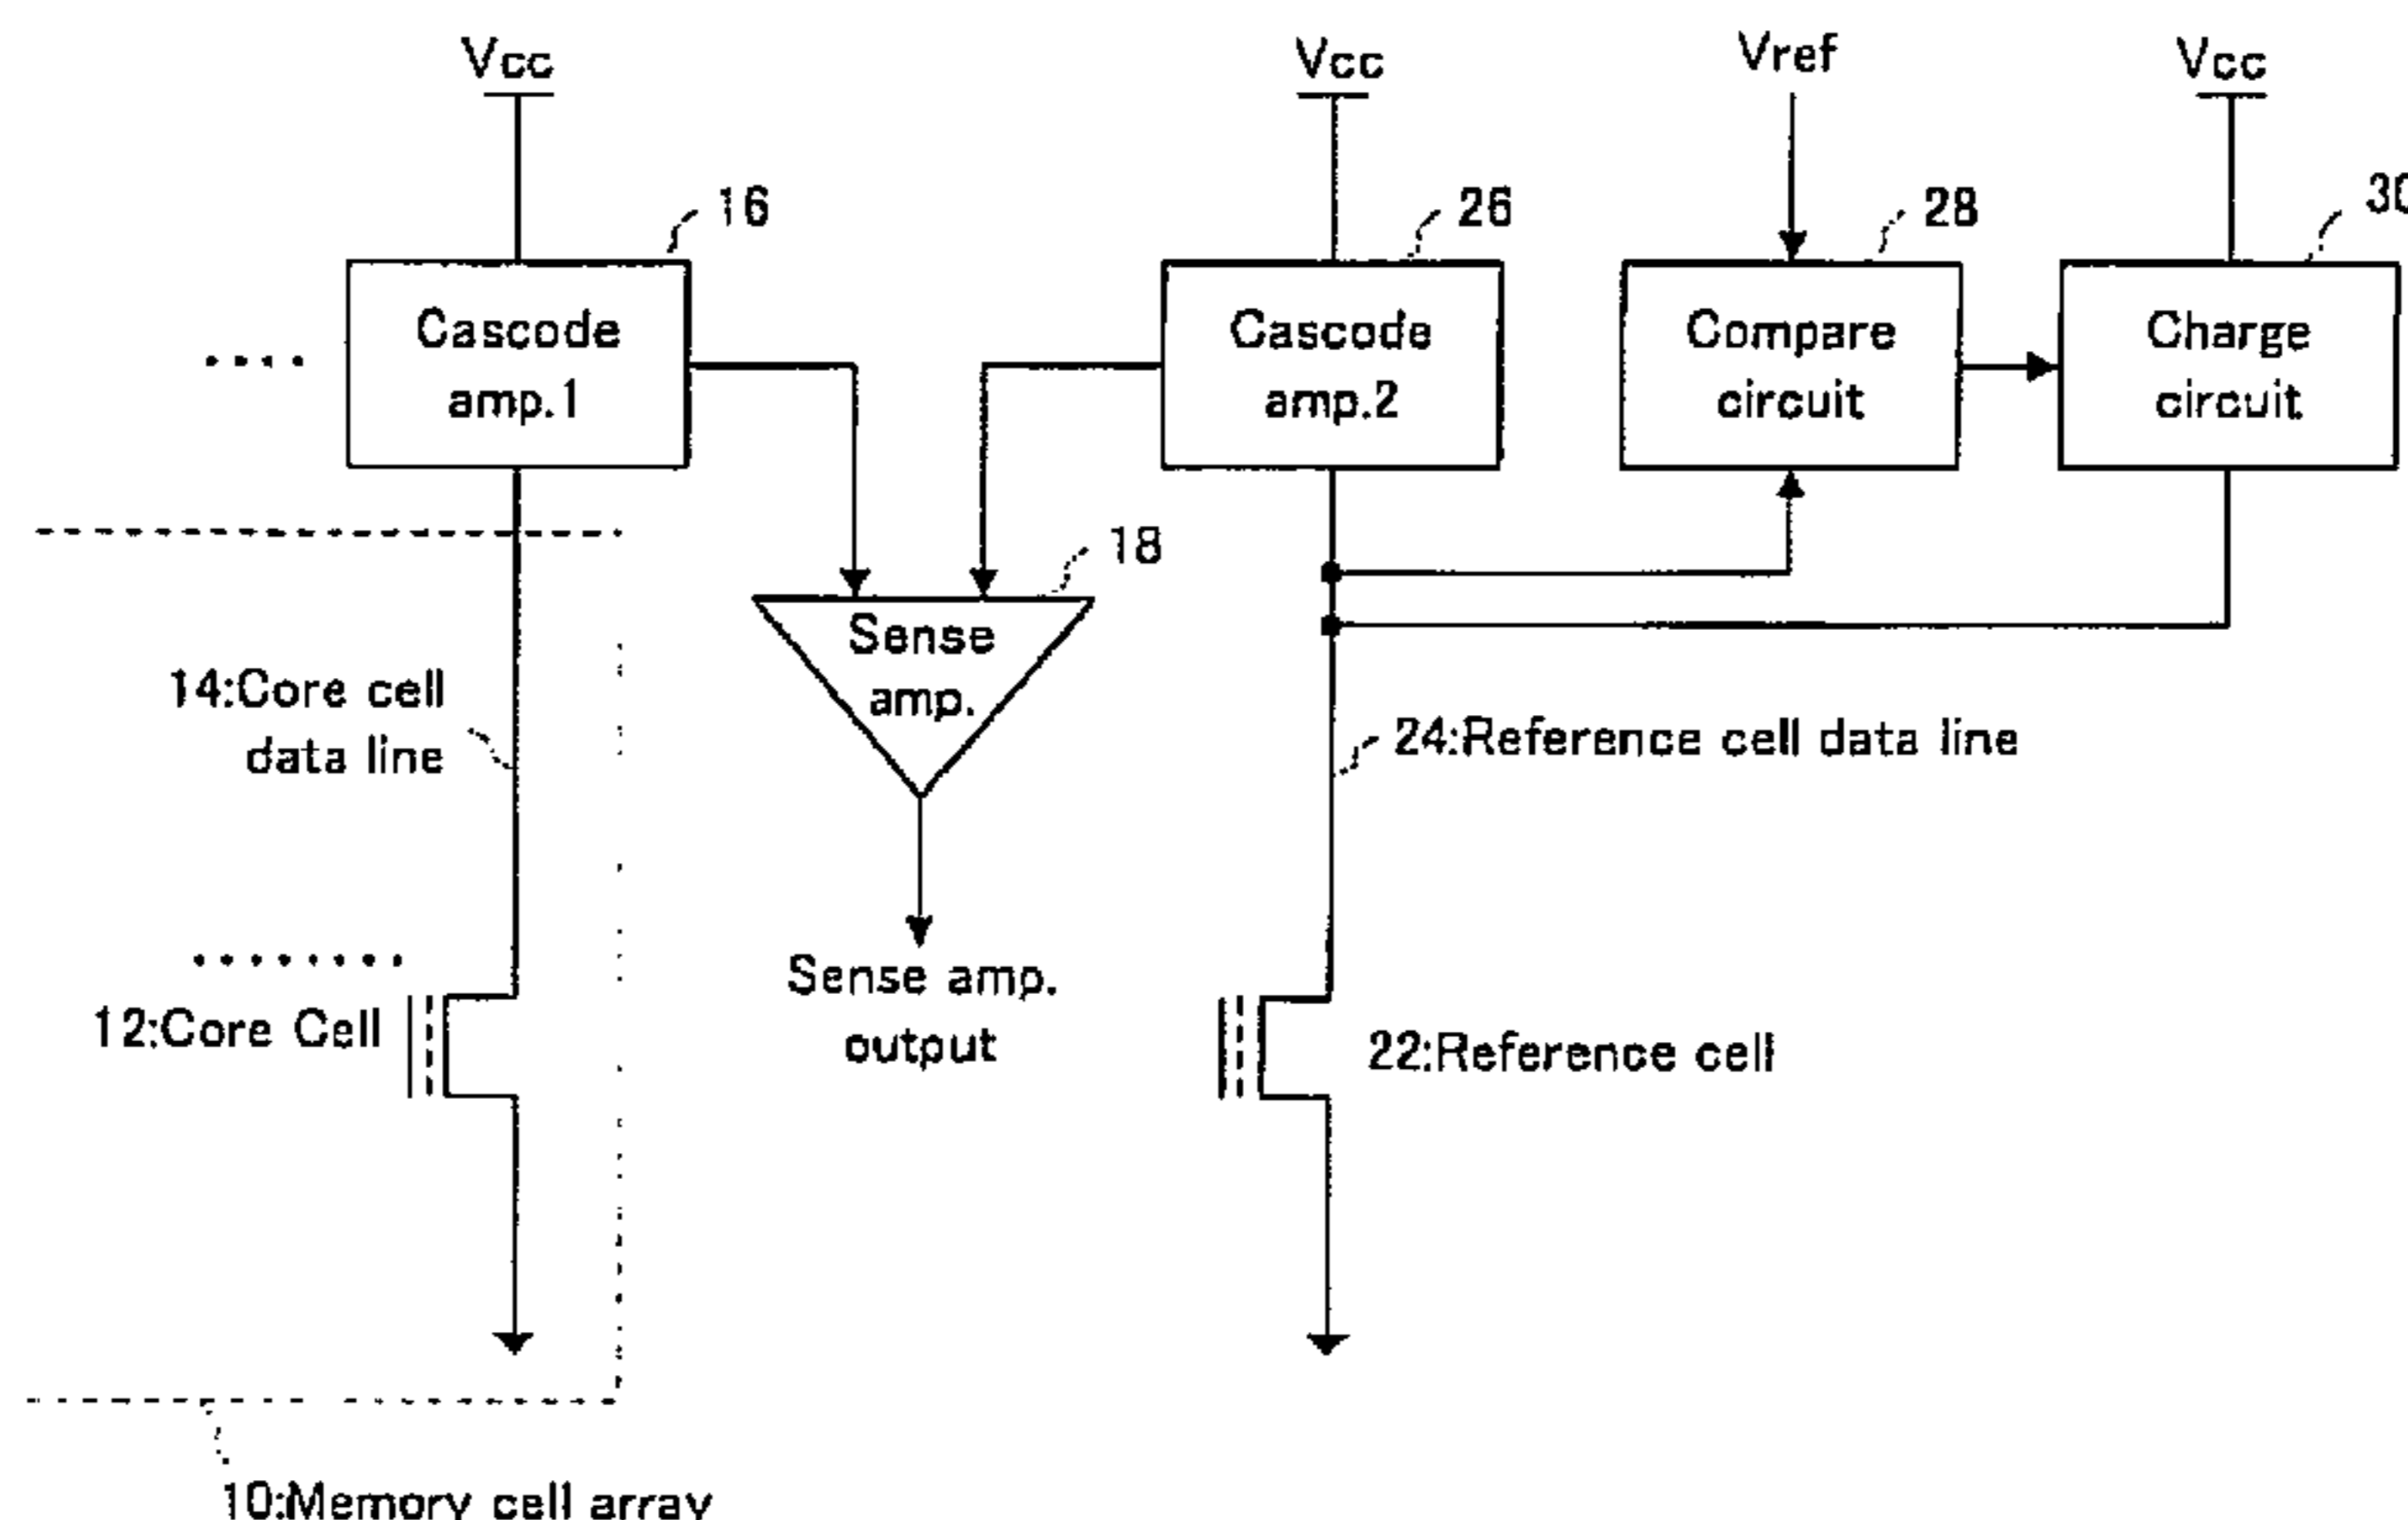 Vcc
Vcc
Vref
Vcc
16
26
28
30
Cascode
amp.1
Cascode
amp.2
Compare
circuit
Charge
circuit
18
Sense
amp.
14:Core cell
data line
24:Reference cell data line
Sense amp.
output
12:Core Cell
22:Reference cell
10:Memory cell array